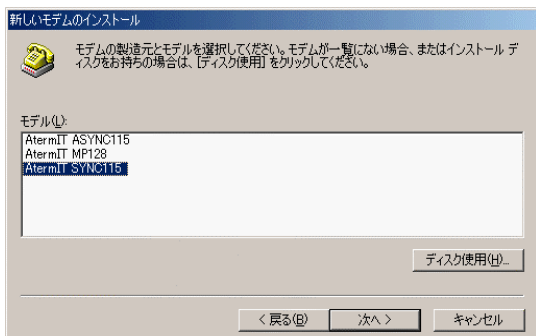 新しいモデムのインストール
モデムの製造元とモデルを選択してください。モデムが一覧にない場合、またはインストール デ
ィスクをお持ちの場合は、[ディスク使用] をクリックしてください。
モデル(L):
AtermIT ASYNC115
AtermIT MP128
AtermIT SYNC115
ディスク使用(H)...
< 戻る(B)
次へ >
キャンセル